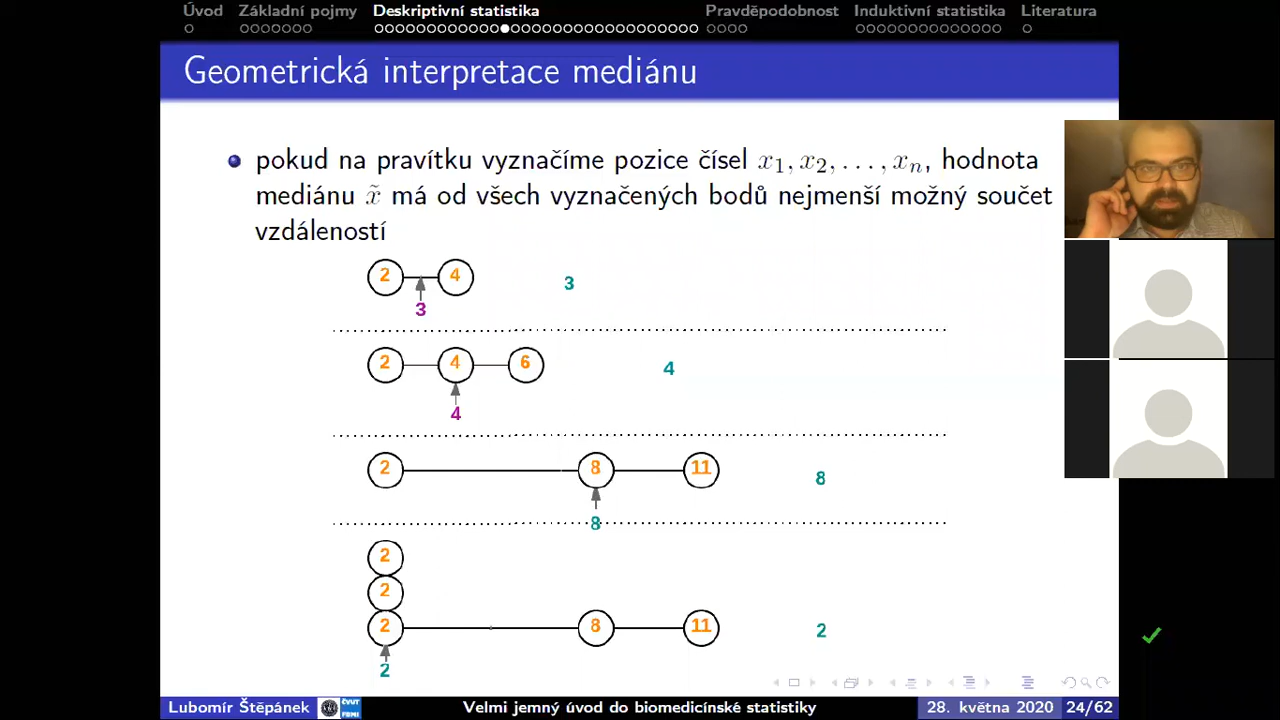 Úvod Základní pojmy Deskriptivní statistika Pravděpodobnost Induktivní statistika Literatura
Geometrická interpretace mediánu
pokud na pravítku vyznačíme pozice čísel x₁, x₂, . . . , xₙ, hodnota
mediánu x̃ má od všech vyznačených bodů nejmenší možný součet
vzdáleností
2 4 3
3
2 4 6 4
4
2 8 11 8
8
2
2
2 8 11 2
2
Lubomír Štěpánek ČVUT FBMI Velmi jemný úvod do biomedicínské statistiky 28. května 2020 24/62